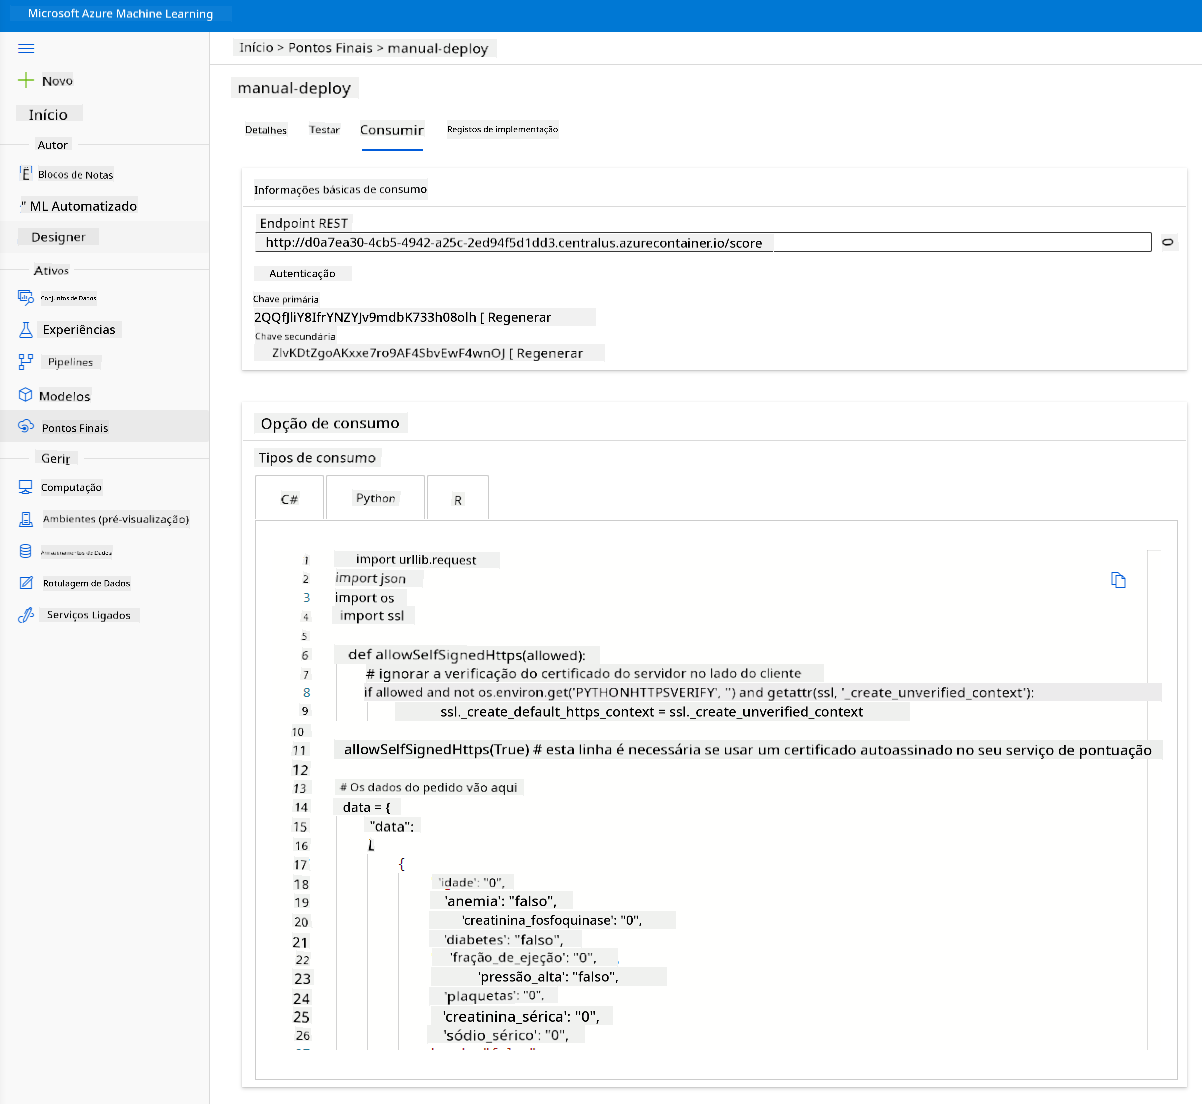 Microsoft Azure Machine Learning
Início > Pontos Finais > manual-deploy
Novo
Início
Autor
Blocos de Notas
ML Automatizado
Designer
Ativos
Conjuntos de Dados
Experiências
Pipelines
Modelos
Pontos Finais
Gerir
Computação
Ambientes (pré-visualização)
Armazenamentos de Dados
Rotulagem de Dados
Serviços Ligados
manual-deploy
Detalhes Testar Consumir Registos de implementação
Informações básicas de consumo
Endpoint REST
http://d0a7ea30-4cb5-4942-a25c-2ed94f5d1dd3.centralus.azurecontainer.io/score
Autenticação
Chave primária
2QQfJliY8IfrYNZYJv9mdbK733h08olh [ Regenerar
Chave secundária
ZlvKDtZgoAKxxe7ro9AF4SbvEwF4wnOJ [ Regenerar
Opção de consumo
Tipos de consumo
C# Python R
1 import urllib.request
2 import json
3 import os
4 import ssl
5
6 def allowSelfSignedHttps(allowed):
7 # ignorar a verificação do certificado do servidor no lado do cliente
8 if allowed and not os.environ.get('PYTHONHTTPSVERIFY', '') and getattr(ssl, '_create_unverified_context'):
9 ssl._create_default_https_context = ssl._create_unverified_context
10
11 allowSelfSignedHttps(True) # esta linha é necessária se usar um certificado autoassinado no seu serviço de pontuação
12
13 # Os dados do pedido vão aqui
14 data = {
15 "data":
16 [
17 {
18 'idade': "0",
19 'anemia': "falso",
20 'creatinina_fosfoquinase': "0",
21 'diabetes': "falso",
22 'fração_de_ejeção': "0",
23 'pressão_alta': "falso",
24 'plaquetas': "0",
25 'creatinina_sérica': "0",
26 'sódio_sérico': "0",